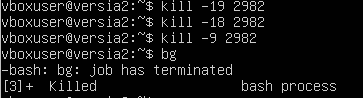 vboxuser@versia2:~$ kill -19 2982
vboxuser@versia2:~$ kill -18 2982
vboxuser@versia2:~$ kill -9 2982
vboxuser@versia2:~$ bg
-bash: bg: job has terminated
[3]+  Killed                  bash process